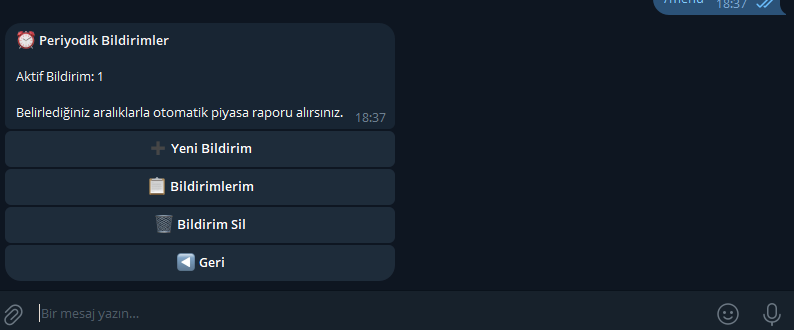 18:37
Periyodik Bildirimler
Aktif Bildirim: 1
Belirlediğiniz aralıklarla otomatik piyasa raporu alırsınız. 18:37
Yeni Bildirim
Bildirimlerim
Bildirim Sil
Geri
Bir mesaj yazın...